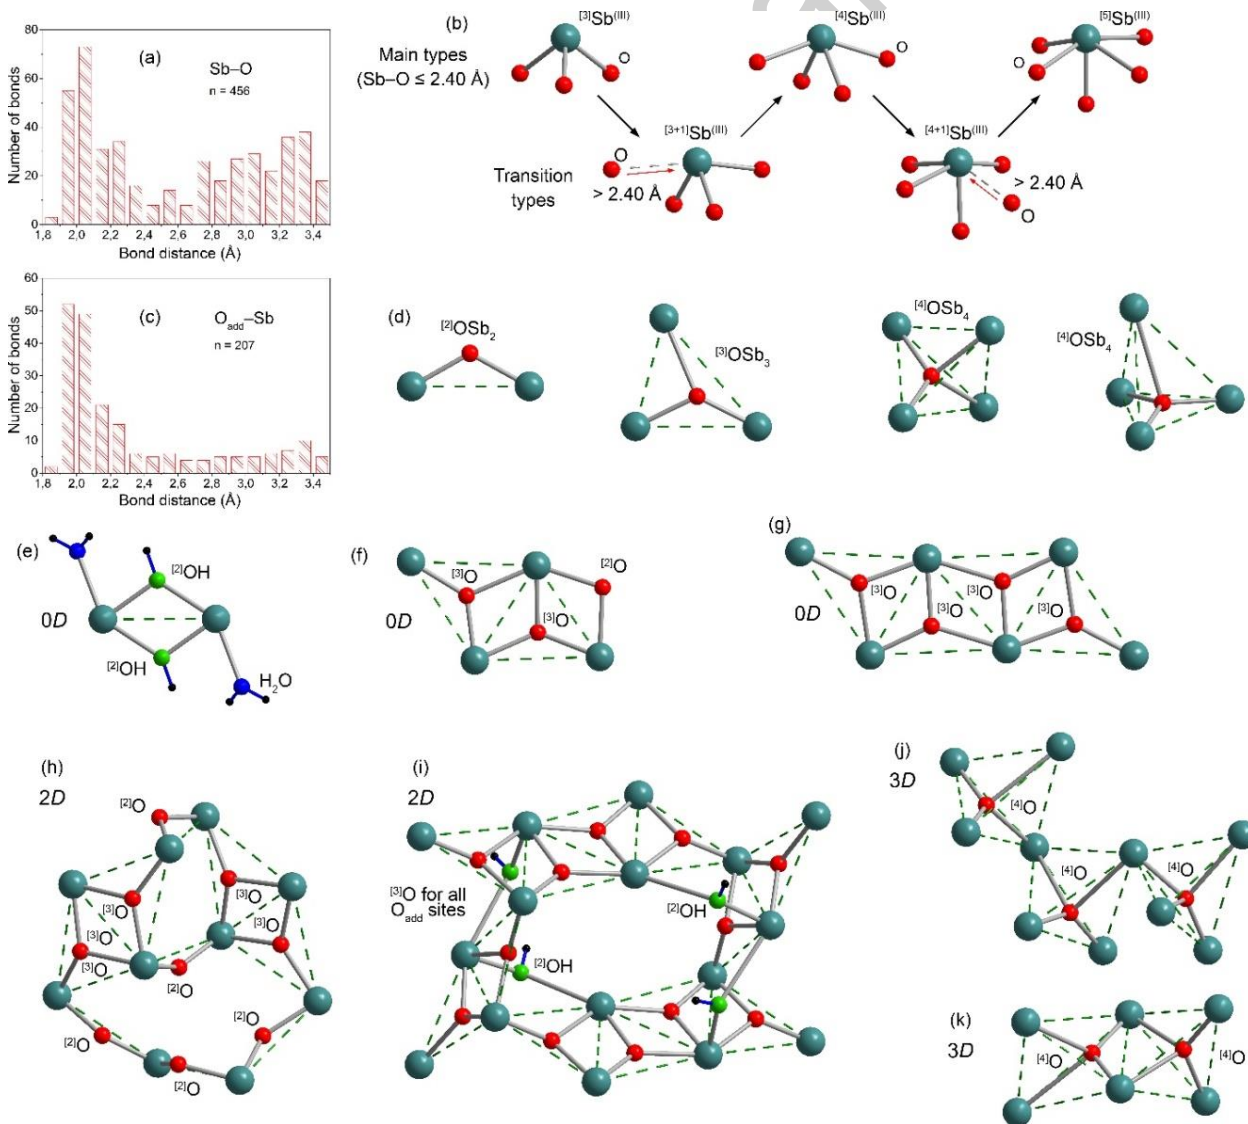 (a)
Sb–O
n = 456
Number of bonds
80
60
40
20
0
1,8 2,0 2,2 2,4 2,6 2,8 3,0 3,2 3,4
Bond distance (Å)
(b)
Main types
(Sb–O ≤ 2.40 Å)
[3]Sb(III)
O
[4]Sb(III)
O
[5]Sb(III)
O
Transition
types
[3+1]Sb(III)
O
> 2.40 Å
[4+1]Sb(III)
> 2.40 Å
O
(c)
Oadd–Sb
n = 207
Number of bonds
60
50
40
30
20
10
0
1,8 2,0 2,2 2,4 2,6 2,8 3,0 3,2 3,4
Bond distance (Å)
(d)
[2]OSb2
[3]OSb3
[4]OSb4
[4]OSb4
(e)
0D
[2]OH
[2]OH
H2O
(f)
0D
[3]O
[2]O
[3]O
(g)
0D
[3]O
[3]O
[3]O
[3]O
(h)
2D
[2]O
[3]O
[3]O
[3]O
[3]O
[2]O
[2]O
[2]O
[2]O
(i)
2D
[3]O for all
Oadd sites
[2]OH
[2]OH
(j)
3D
[4]O
[4]O
[4]O
(k)
3D
[4]O
[4]O